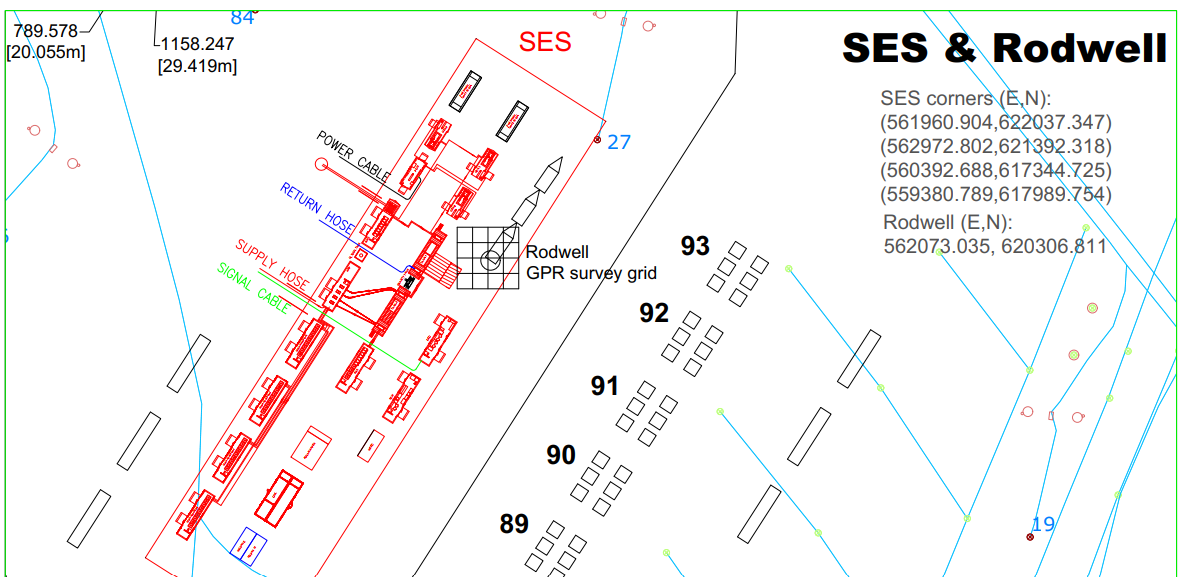 789.578
[20.055m]
84
1158.247
[29.419m]
SES
SES & Rodwell
SES corners (E,N):
(561960.904,622037.347)
(562972.802,621392.318)
(560392.688,617344.725)
(559380.789,617989.754)
Rodwell (E,N):
562073.035, 620306.811
27
POWER CABLE
RETURN HOSE
SUPPLY HOSE
SIGNAL CABLE
Rodwell
GPR survey grid
93
92
91
90
89
19